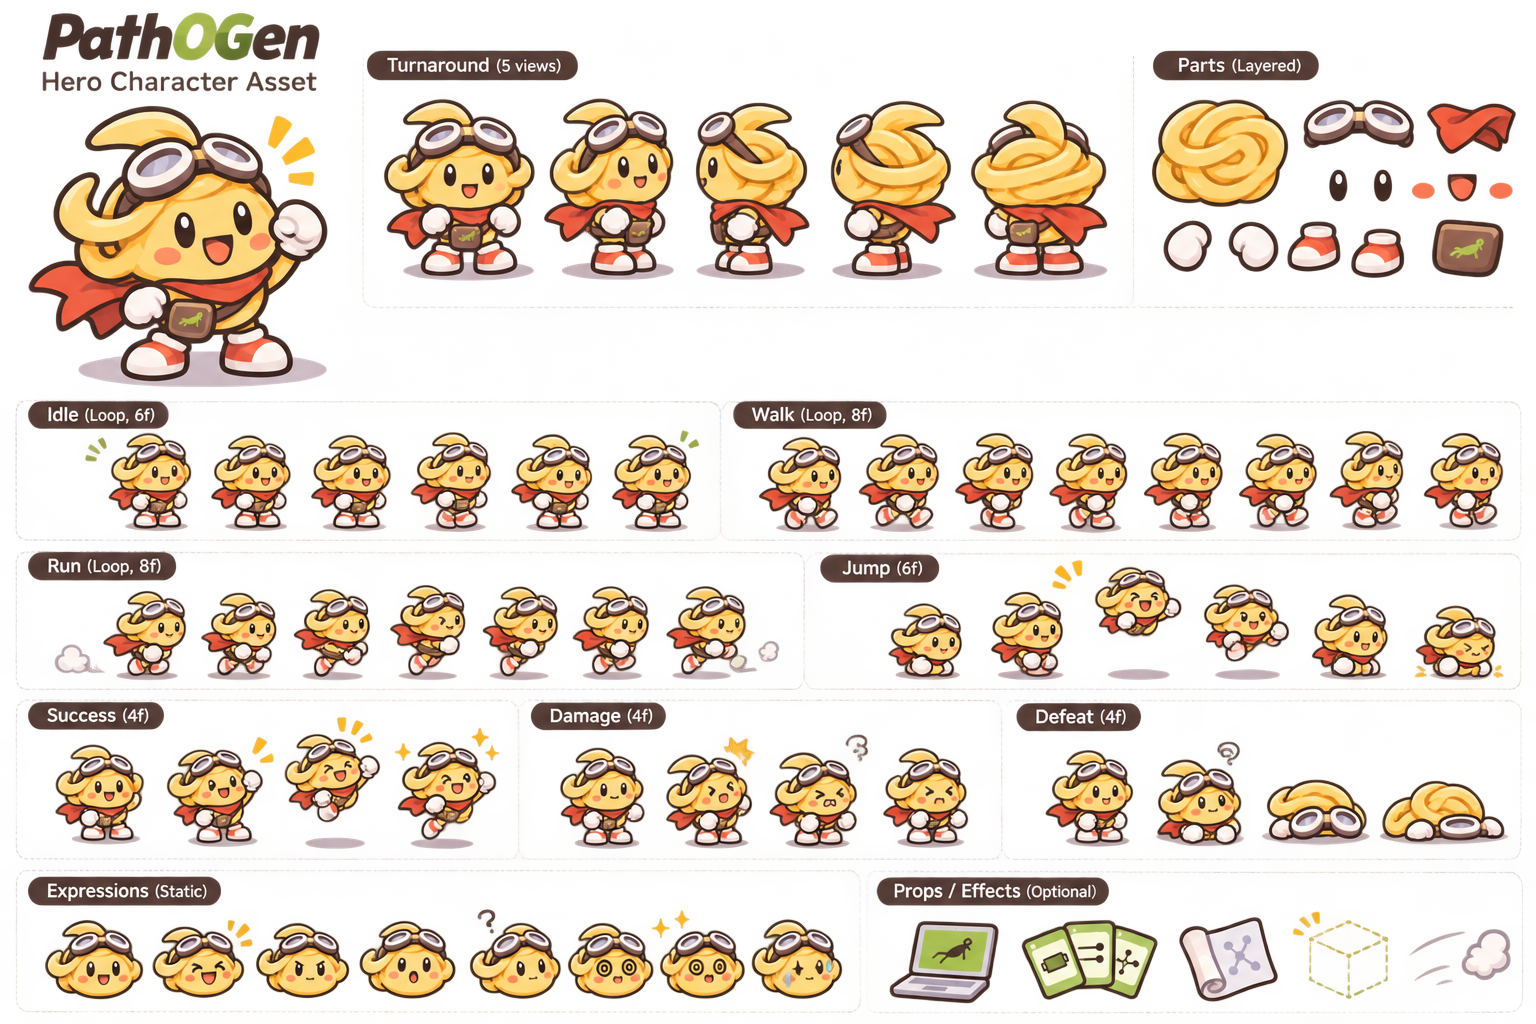 PathOGen
Hero Character Asset
Turnaround (5 views)
Parts (Layered)
Idle (Loop, 6f)
Walk (Loop, 8f)
Run (Loop, 8f)
Jump (6f)
Success (4f)
Damage (4f)
Defeat (4f)
Expressions (Static)
?
Props / Effects (Optional)